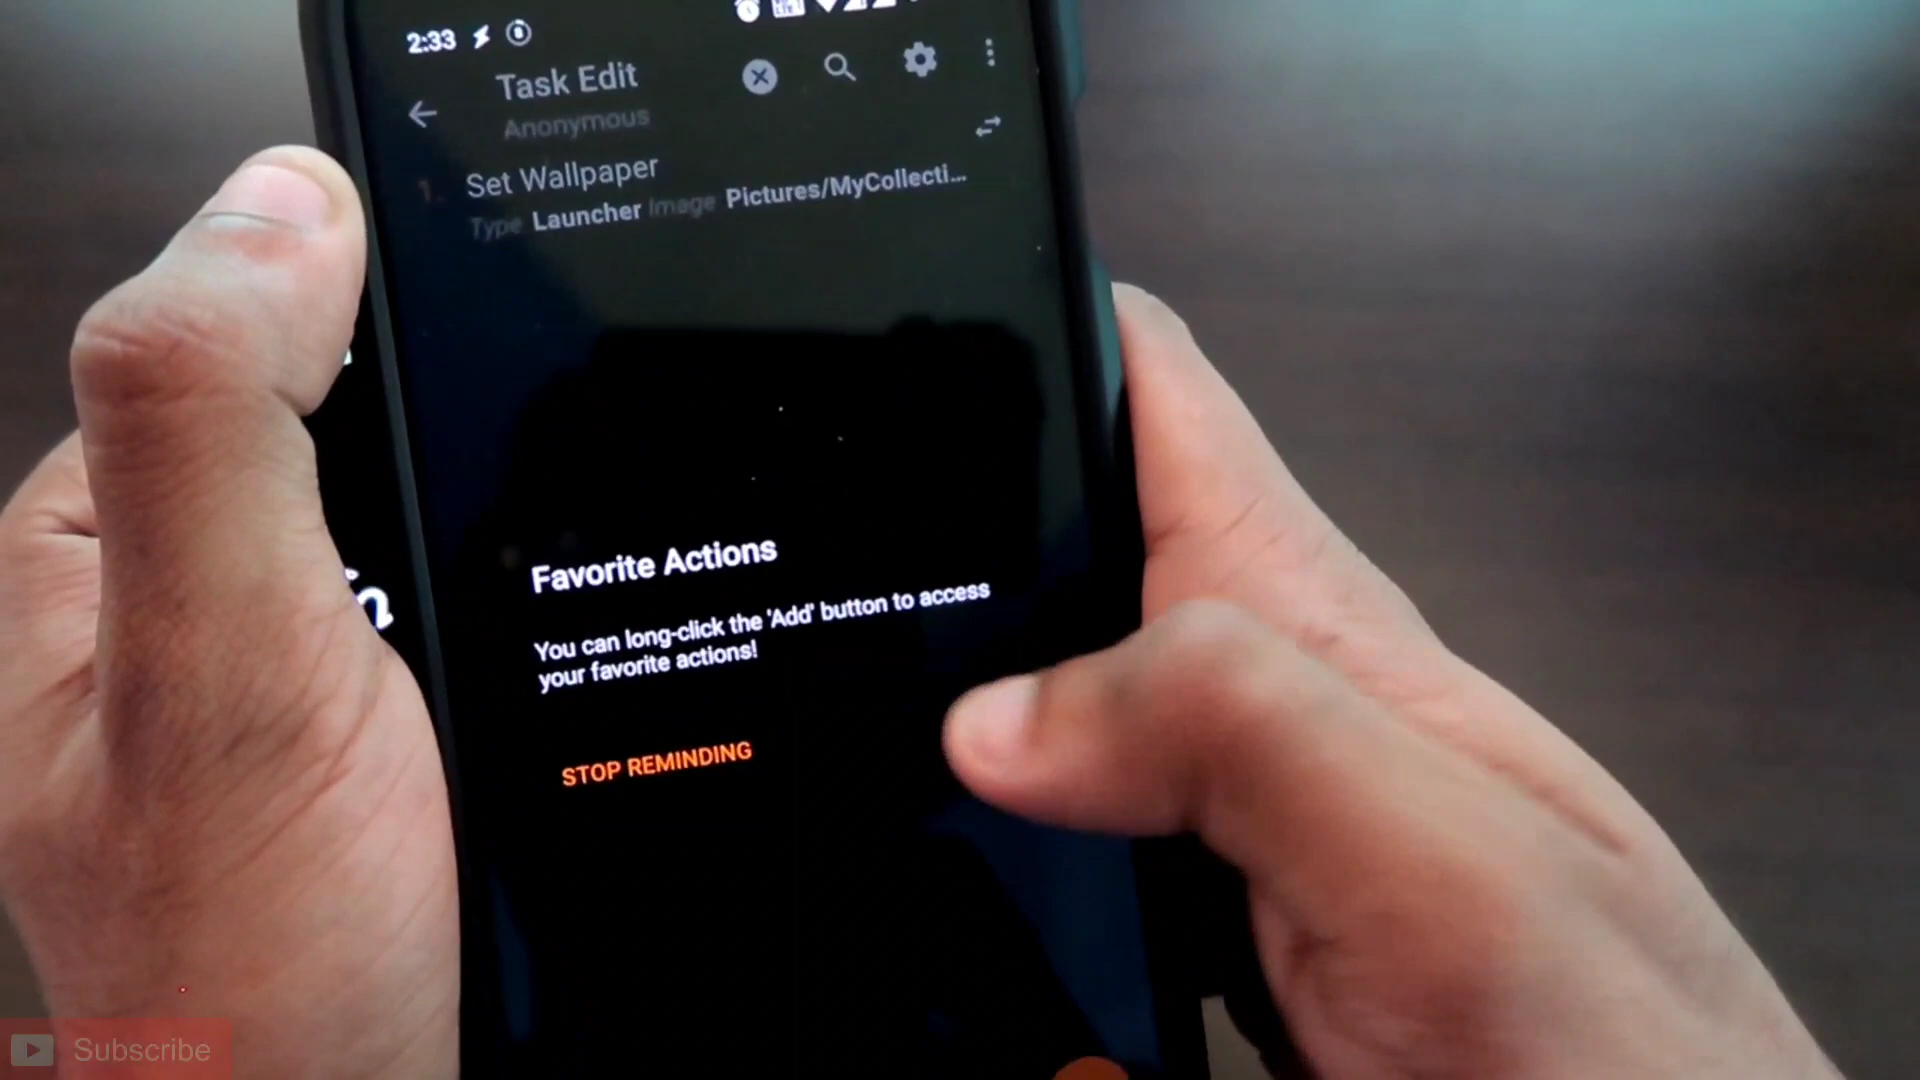 2:33
Task Edit
Anonymous
1. Set Wallpaper
Type Launcher Image Pictures/MyCollecti...
Favorite Actions
You can long-click the 'Add' button to access
your favorite actions!
STOP REMINDING
Subscribe